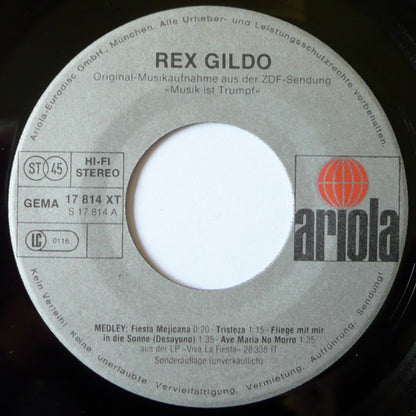 Ariola-Eurodisc GmbH., München. Alle Urheber- und Leistungsschutzrechte vorbehalten.
REX GILDO
Original-Musikaufnahme aus der ZDF-Sendung
»Musik ist Trumpf«
ST 45
HI-FI
STEREO
GEMA
17 814 XT
S 17 814 A
LC 0116
ariola
MEDLEY: Fiesta Mejicana 0:20 · Tristeza 1:15 · Fliege mit mir
in die Sonne (Desayuno) 1:35 · Ave Maria No Morro 1:35
aus der LP »Viva La Fiesta« 28 338 IT
Sonderauflage (unverkäuflich)
Kein Verleih! Keine unerlaubte Vervielfältigung, Vermietung, Aufführung, Sendung!